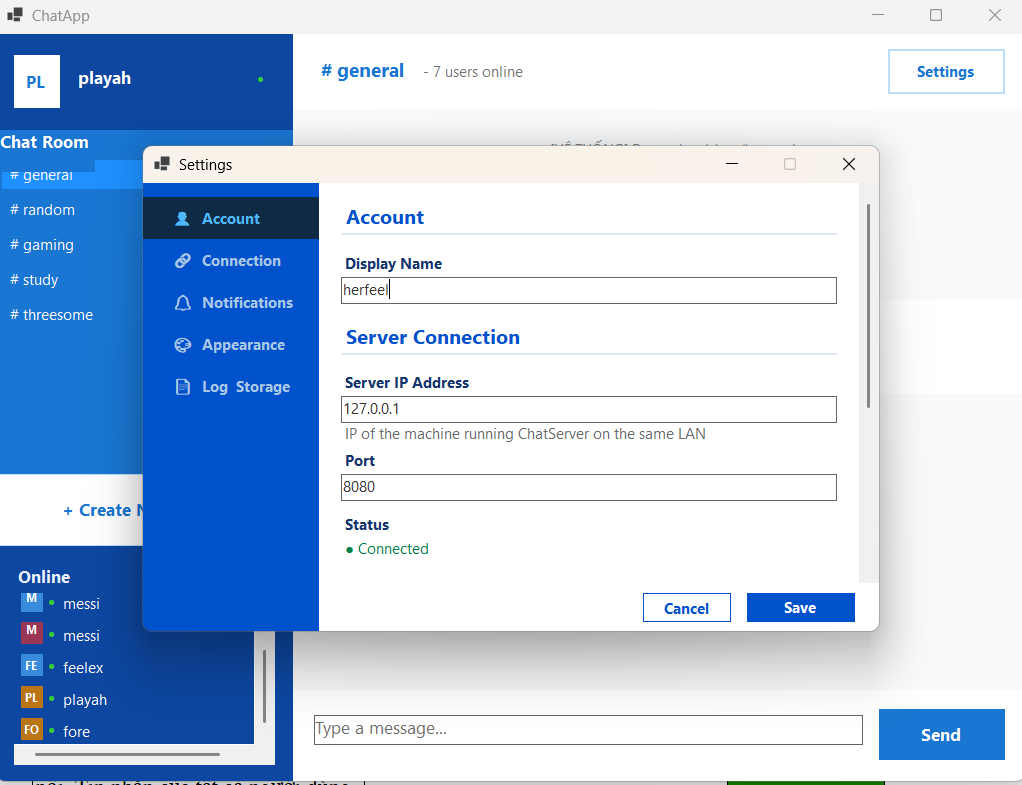 ChatApp
PL
playah
# general
- 7 users online
Settings
Chat Room
# general
# random
# gaming
# study
# threesome
+ Create
Online
M
messi
M
messi
FE
feelex
PL
playah
FO
fore
Settings
Account
Connection
Notifications
Appearance
Log Storage
Account
Display Name
herfeel
Server Connection
Server IP Address
127.0.0.1
IP of the machine running ChatServer on the same LAN
Port
8080
Status
● Connected
Cancel
Save
Type a message...
Send